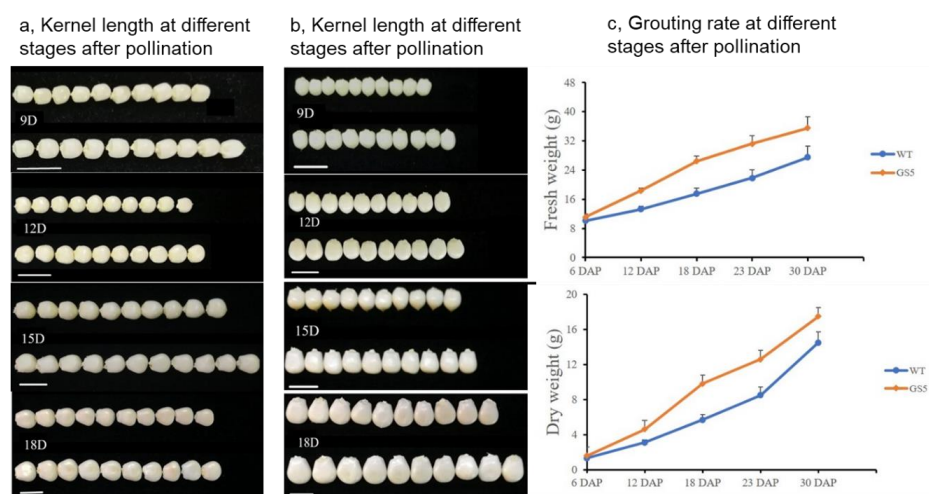 a, Kernel length at different
stages after pollination
9D
12D
15D
18D
b, Kernel length at different
stages after pollination
9D
12D
15D
18D
c, Grouting rate at different
stages after pollination
Fresh weight (g)
48
40
32
24
16
8
0
6 DAP 12 DAP 18 DAP 23 DAP 30 DAP
WT
GS5
Dry weight (g)
20
16
12
8
4
0
6 DAP 12 DAP 18 DAP 23 DAP 30 DAP
WT
GS5